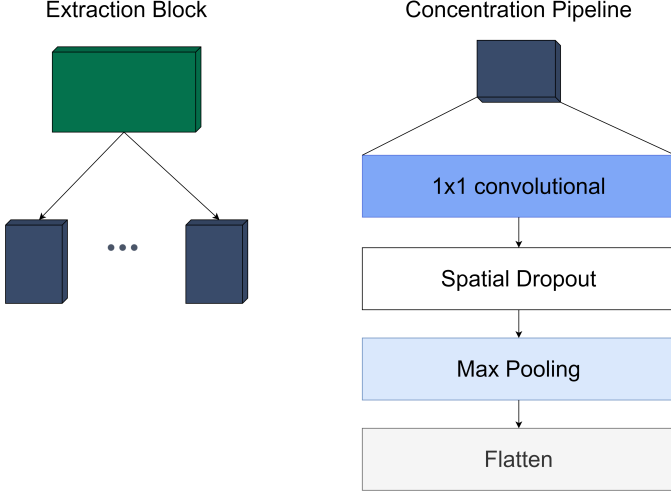 Extraction Block
Concentration Pipeline
1x1 convolutional
Spatial Dropout
Max Pooling
Flatten